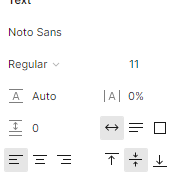 Text
Noto Sans
Regular 11
A Auto |A| 0%
0